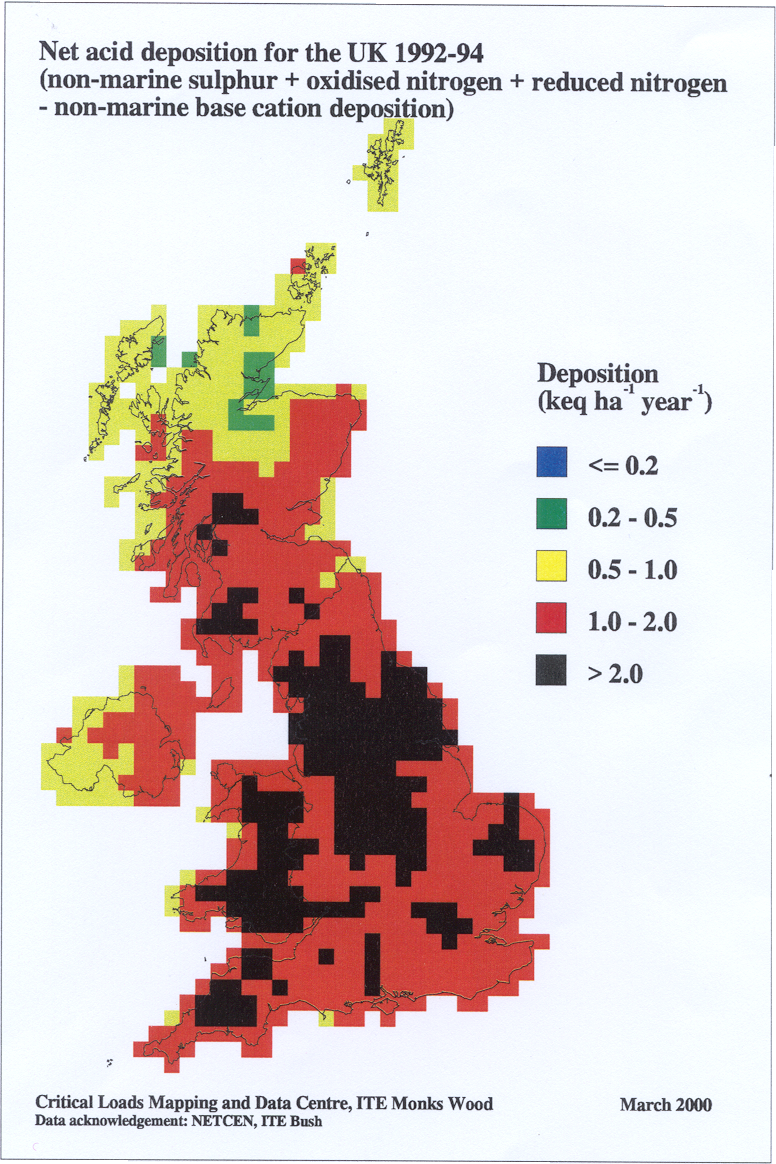 Net acid deposition for the UK 1992-94
(non-marine sulphur + oxidised nitrogen + reduced nitrogen
- non-marine base cation deposition)
Deposition
(keq ha⁻¹ year⁻¹)
<= 0.2
0.2 - 0.5
0.5 - 1.0
1.0 - 2.0
> 2.0
Critical Loads Mapping and Data Centre, ITE Monks Wood
March 2000
Data acknowledgement: NETCEN, ITE Bush